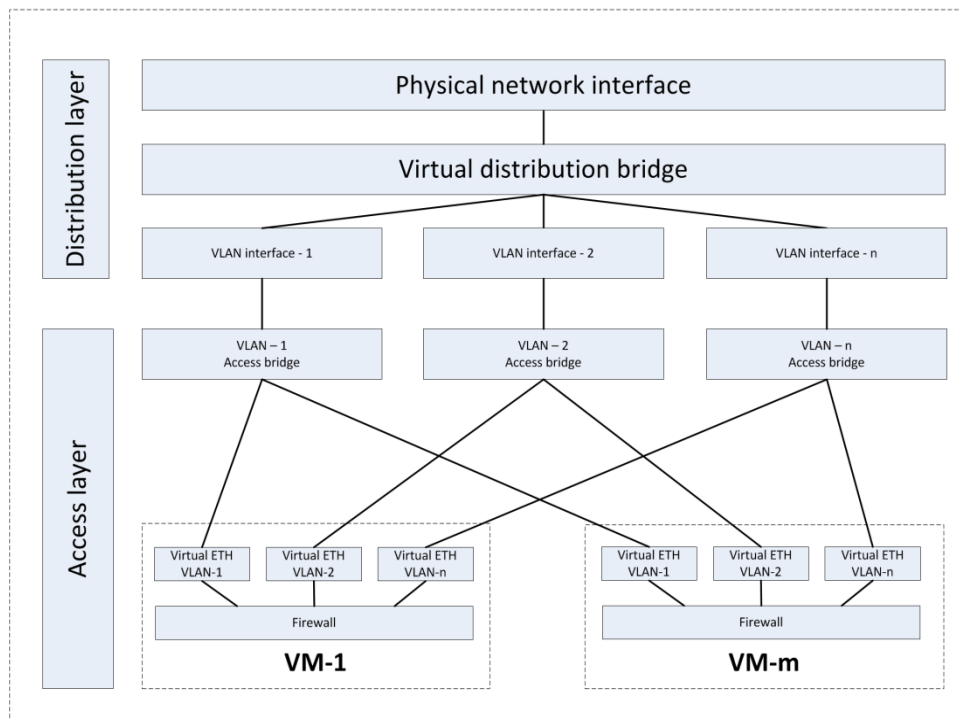 Distribution layer
Physical network interface
Virtual distribution bridge
VLAN interface - 1
VLAN interface - 2
VLAN interface - n
Access layer
VLAN – 1
Access bridge
VLAN – 2
Access bridge
VLAN – n
Access bridge
Virtual ETH
VLAN-1
Virtual ETH
VLAN-2
Virtual ETH
VLAN-n
Firewall
VM-1
Virtual ETH
VLAN-1
Virtual ETH
VLAN-2
Virtual ETH
VLAN-n
Firewall
VM-m